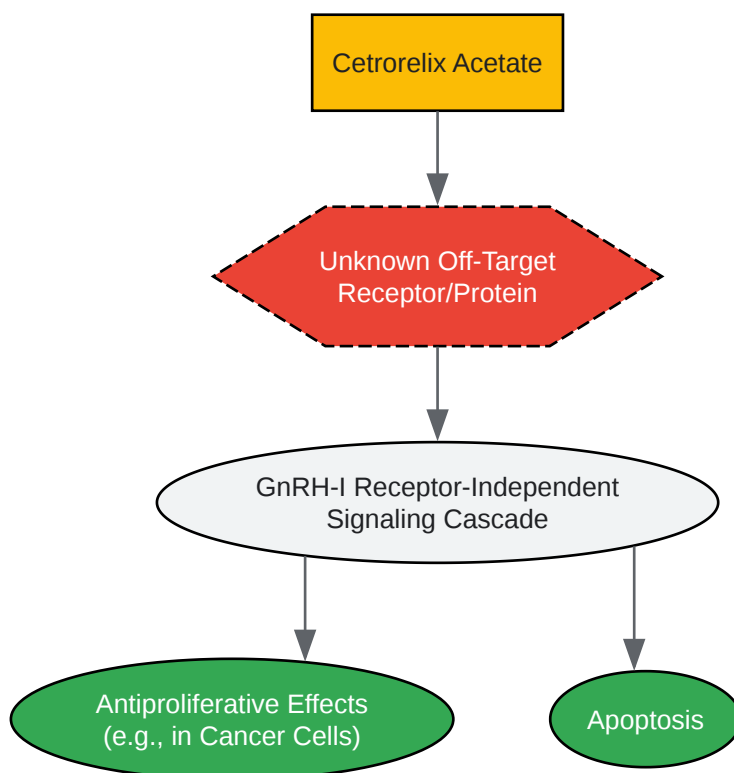 Cetrorelix Acetate
Unknown Off-Target
Receptor/Protein
GnRH-I Receptor-Independent
Signaling Cascade
Antiproliferative Effects
(e.g., in Cancer Cells)
Apoptosis